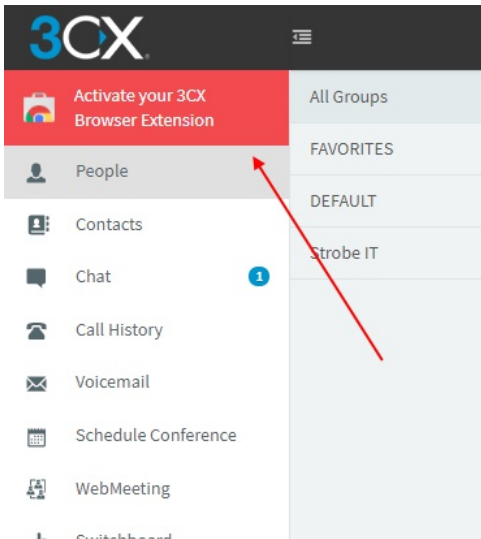 3CX
Activate your 3CX
Browser Extension
People
Contacts
Chat 1
Call History
Voicemail
Schedule Conference
WebMeeting
Switchboard
All Groups
FAVORITES
DEFAULT
Strobe IT